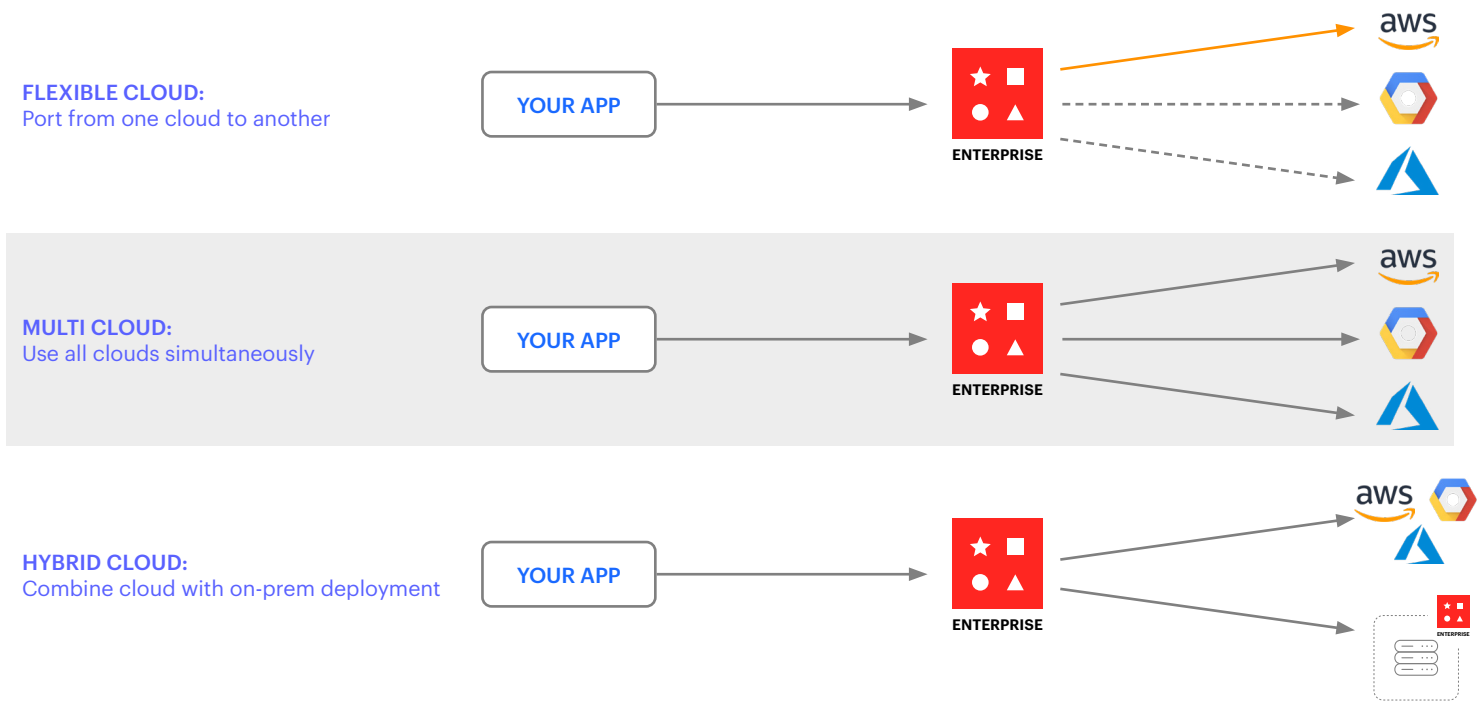 aws
FLEXIBLE CLOUD:
Port from one cloud to another
YOUR APP
ENTERPRISE
aws
MULTI CLOUD:
Use all clouds simultaneously
YOUR APP
ENTERPRISE
aws
HYBRID CLOUD:
Combine cloud with on-prem deployment
YOUR APP
ENTERPRISE
ENTERPRISE